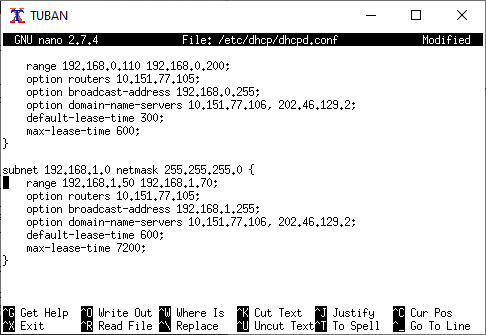 TUBAN
GNU nano 2.7.4 File: /etc/dhcp/dhcpd.conf Modified
range 192.168.0.110 192.168.0.200;
option routers 10.151.77.105;
option broadcast-address 192.168.0.255;
option domain-name-servers 10.151.77.106, 202.46.129.2;
default-lease-time 300;
max-lease-time 600;
}
subnet 192.168.1.0 netmask 255.255.255.0 {
range 192.168.1.50 192.168.1.70;
option routers 10.151.77.105;
option broadcast-address 192.168.1.255;
option domain-name-servers 10.151.77.106, 202.46.129.2;
default-lease-time 600;
max-lease-time 7200;
}
^G Get Help ^O Write Out ^W Where Is ^K Cut Text ^J Justify ^C Cur Pos
^X Exit ^R Read File ^\ Replace ^U Uncut Text ^T To Spell ^_ Go To Line